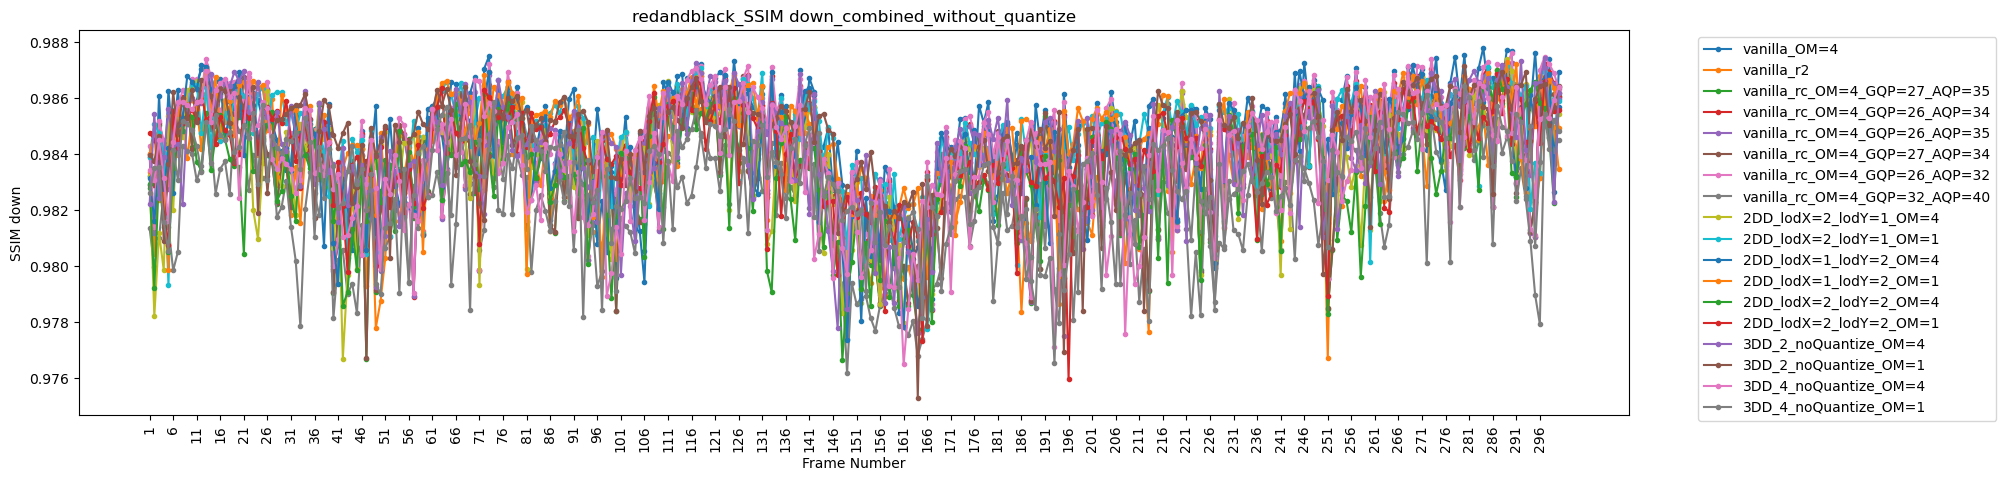 redandblack_SSIM down_combined_without_quantize
SSIM down
0.988
0.986
0.984
0.982
0.980
0.978
0.976
1 6 11 16 21 26 31 36 41 46 51 56 61 66 71 76 81 86 91 96 101 106 111 116 121 126 131 136 141 146 151 156 161 166 171 176 181 186 191 196 201 206 211 216 221 226 231 236 241 246 251 256 261 266 271 276 281 286 291 296
Frame Number
vanilla_OM=4
vanilla_r2
vanilla_rc_OM=4_GQP=27_AQP=35
vanilla_rc_OM=4_GQP=26_AQP=34
vanilla_rc_OM=4_GQP=26_AQP=35
vanilla_rc_OM=4_GQP=27_AQP=34
vanilla_rc_OM=4_GQP=26_AQP=32
vanilla_rc_OM=4_GQP=32_AQP=40
2DD_lodX=2_lodY=1_OM=4
2DD_lodX=2_lodY=1_OM=1
2DD_lodX=1_lodY=2_OM=4
2DD_lodX=1_lodY=2_OM=1
2DD_lodX=2_lodY=2_OM=4
2DD_lodX=2_lodY=2_OM=1
3DD_2_noQuantize_OM=4
3DD_2_noQuantize_OM=1
3DD_4_noQuantize_OM=4
3DD_4_noQuantize_OM=1